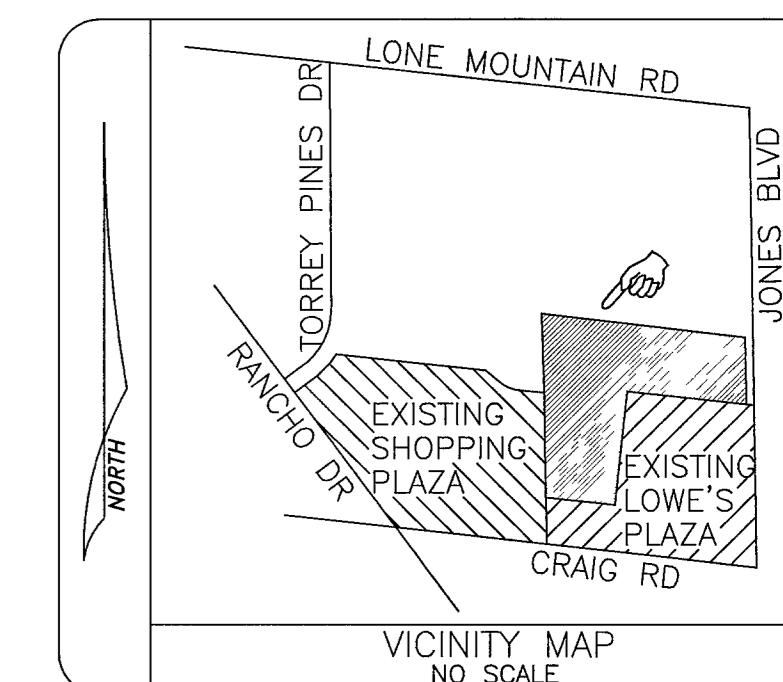 LONE MOUNTAIN RD
TORREY PINES DR
JONES BLVD
RANCHO DR
EXISTING
SHOPPING
PLAZA
EXISTING
LOWE'S
PLAZA
CRAIG RD
NORTH
VICINITY MAP
NO SCALE